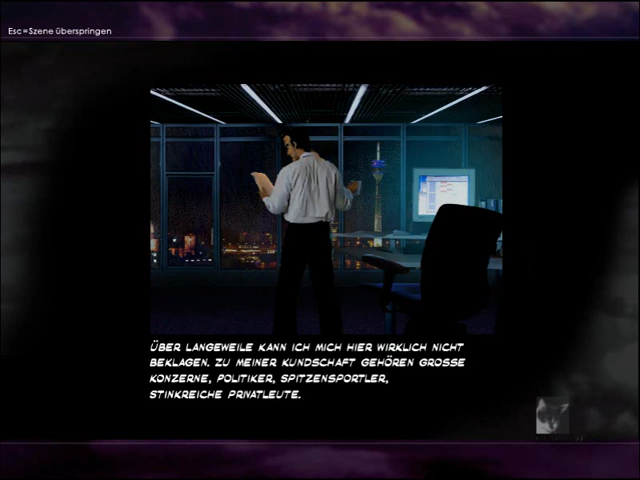 Esc=Szene überspringen
ÜBER LANGEWEILE KANN ICH MICH HIER WIRKLICH NICHT
BEKLAGEN. ZU MEINER KUNDSCHAFT GEHÖREN GROSSE
KONZERNE, POLITIKER, SPITZENSPORTLER,
STINKREICHE PRIVATLEUTE.